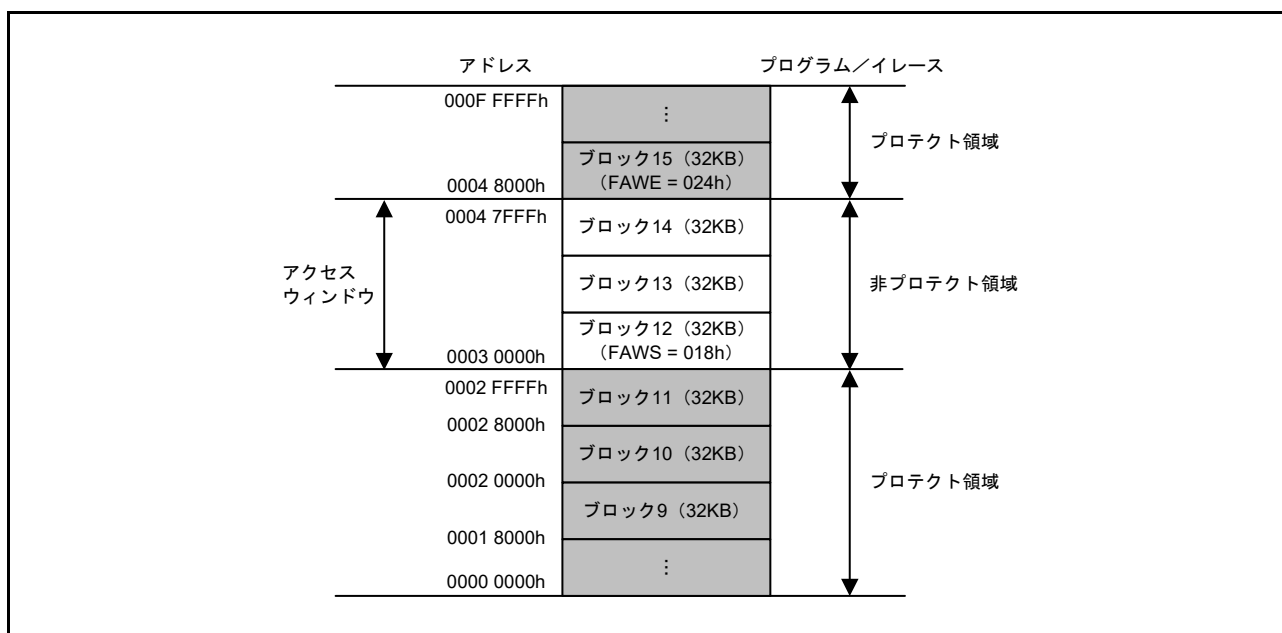 アドレス
プログラム／イレース
000F FFFFh
⋮
プロテクト領域
ブロック15（32KB）
（FAWE = 024h）
0004 8000h
0004 7FFFh
ブロック14（32KB）
アクセス
ウィンドウ
ブロック13（32KB）
非プロテクト領域
ブロック12（32KB）
（FAWS = 018h）
0003 0000h
0002 FFFFh
ブロック11（32KB）
0002 8000h
ブロック10（32KB）
0002 0000h
プロテクト領域
ブロック9（32KB）
0001 8000h
⋮
0000 0000h